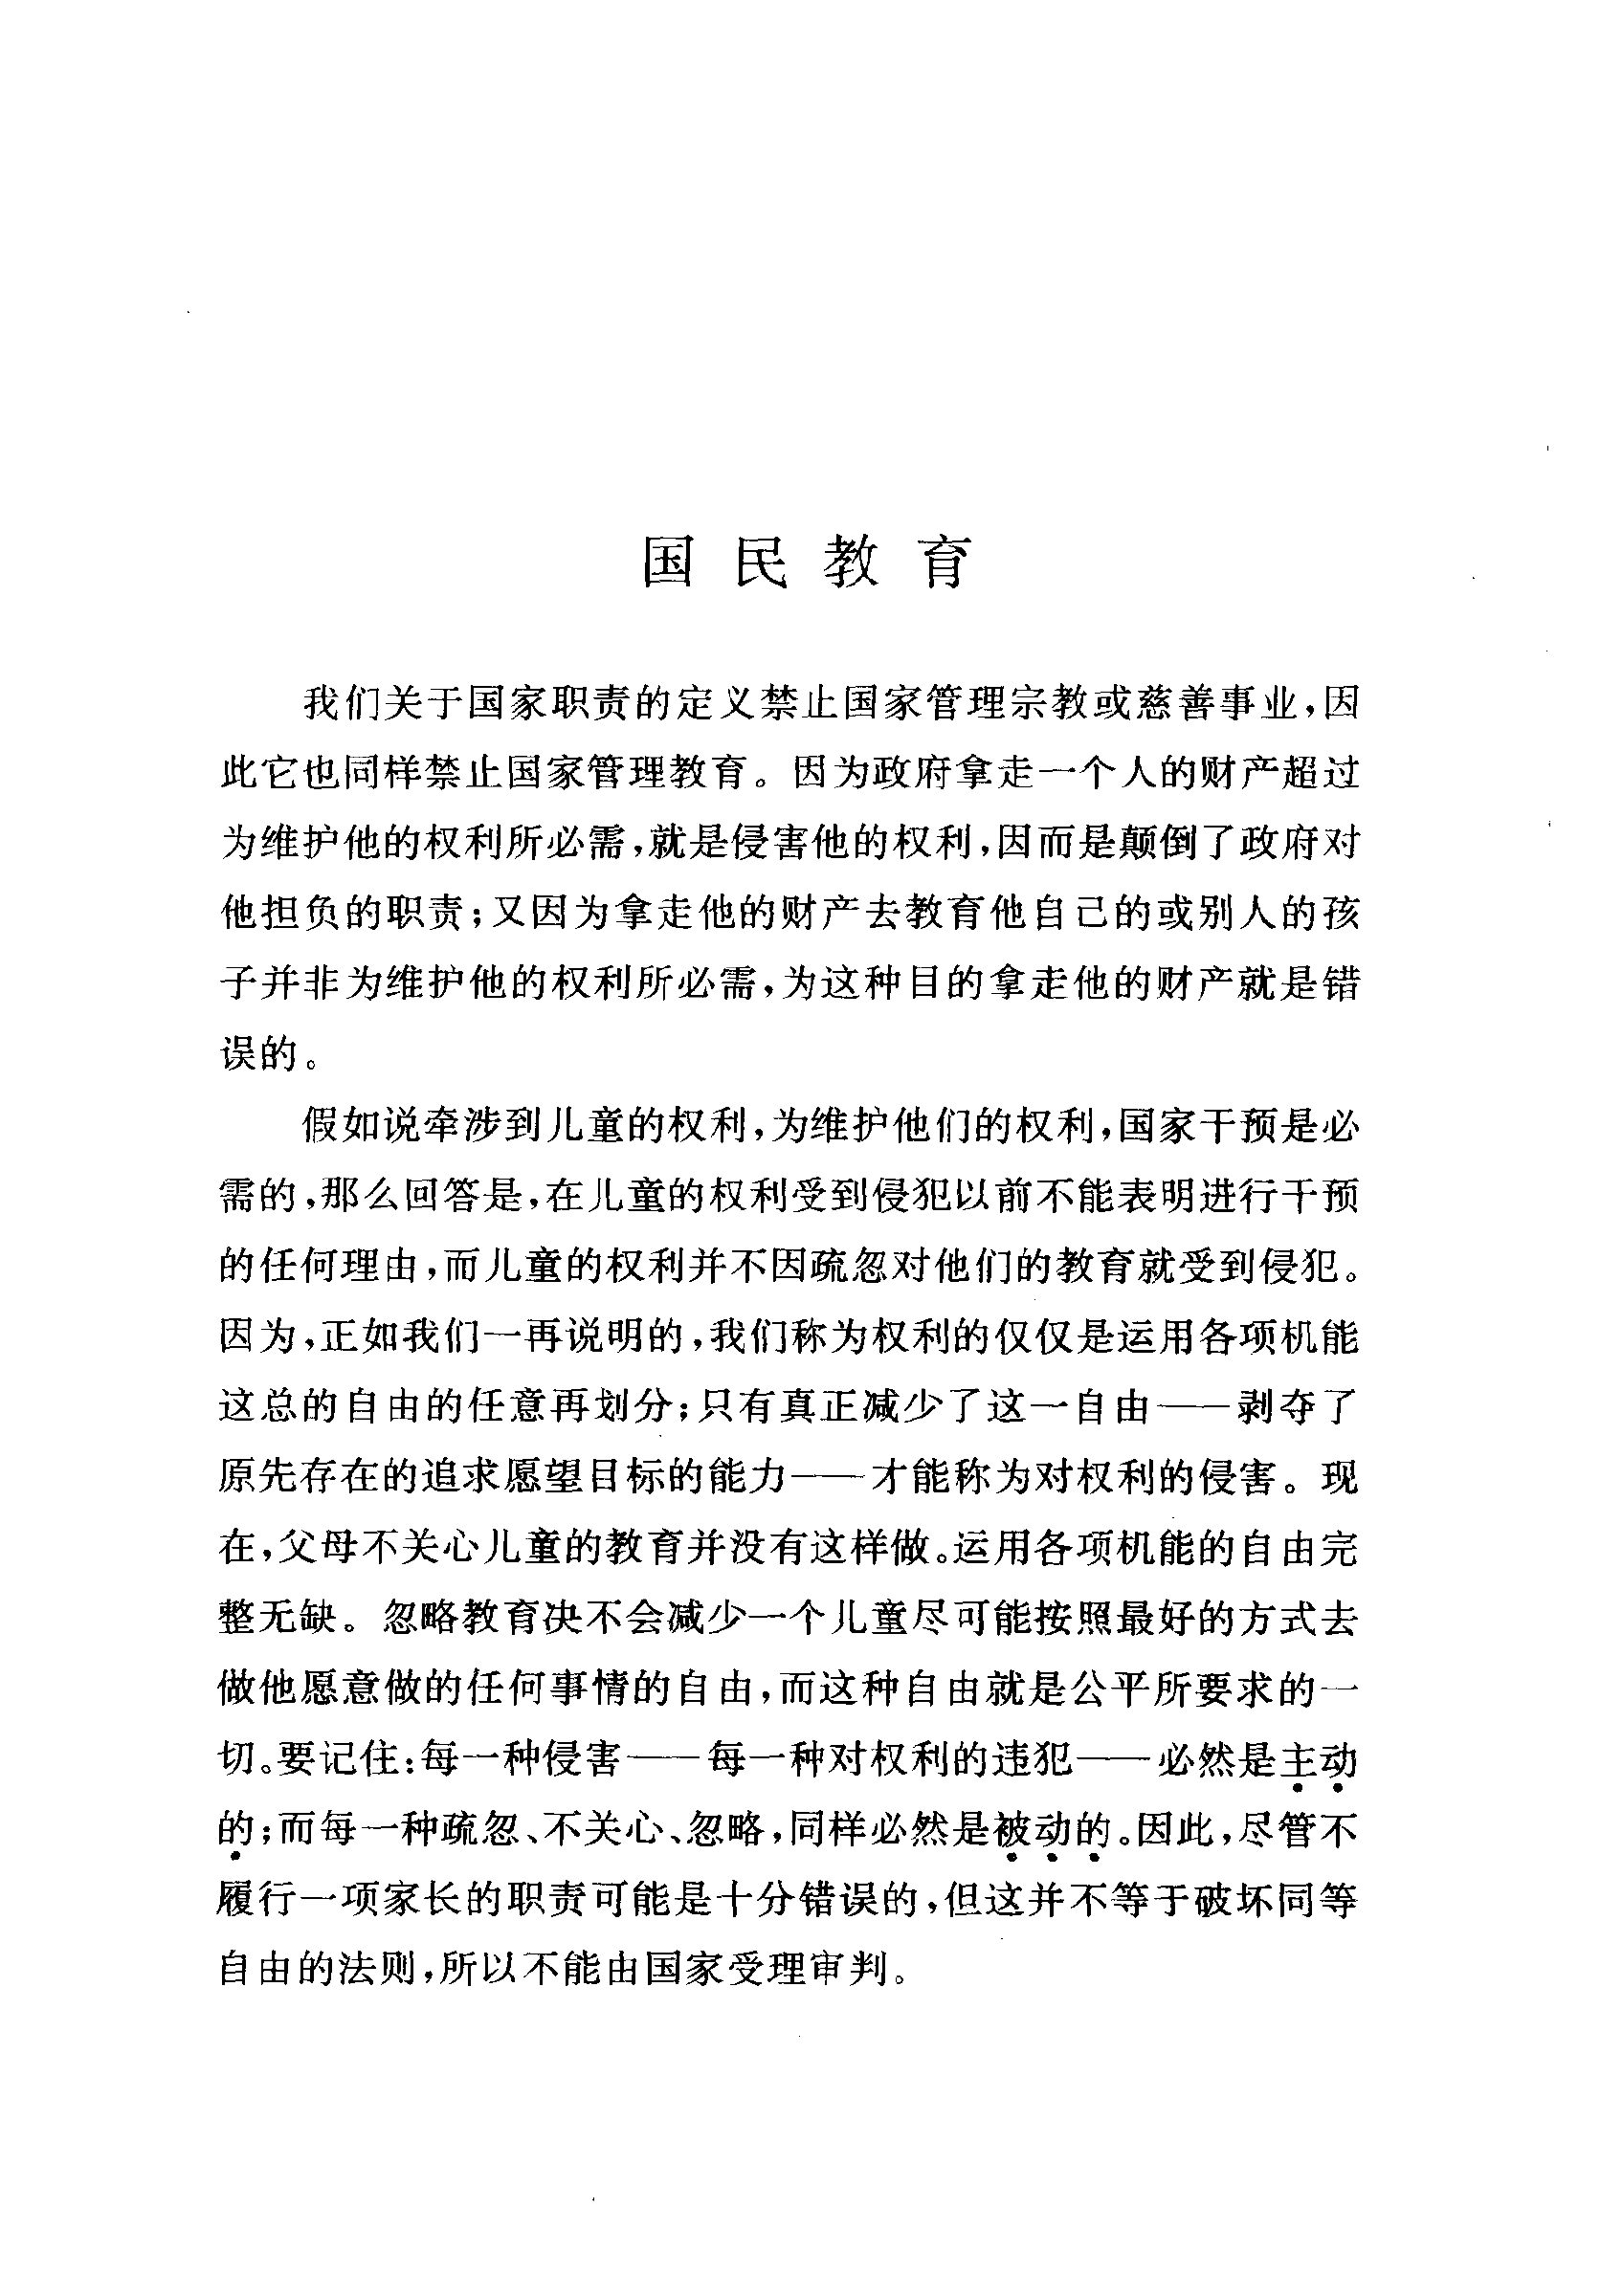 国民教育
我们关于国家职责的定义禁止国家管理宗教或慈善事业,因
此它也同样禁止国家管理教育。因为政府拿走一个人的财产超过
为维护他的权利所必需,就是侵害他的权利,因而是颠倒了政府对
他担负的职责;又因为拿走他的财产去教育他自己的或别人的孩
子并非为维护他的权利所必需,为这种目的拿走他的财产就是错
误的。
假如说牵涉到儿童的权利,为维护他们的权利,国家干预是必
需的,那么回答是,在儿童的权利受到侵犯以前不能表明进行干预
的任何理由,而儿童的权利并不因疏忽对他们的教育就受到侵犯。
因为,正如我们一再说明的,我们称为权利的仅仅是运用各项机能
这总的自由的任意再划分;只有真正减少了这一自由——剥夺了
原先存在的追求愿望目标的能力——才能称为对权利的侵害。现
在,父母不关心儿童的教育并没有这样做。运用各项机能的自由完
整无缺。忽略教育决不会减少一个儿童尽可能按照最好的方式去
做他愿意做的任何事情的自由,而这种自由就是公平所要求的一
切。要记住:每一种侵害——每一种对权利的违犯——必然是主动
的;而每一种疏忽、不关心、忽略,同样必然是被动的。因此,尽管不
履行一项家长的职责可能是十分错误的,但这并不等于破坏同等
自由的法则,所以不能由国家受理审判。